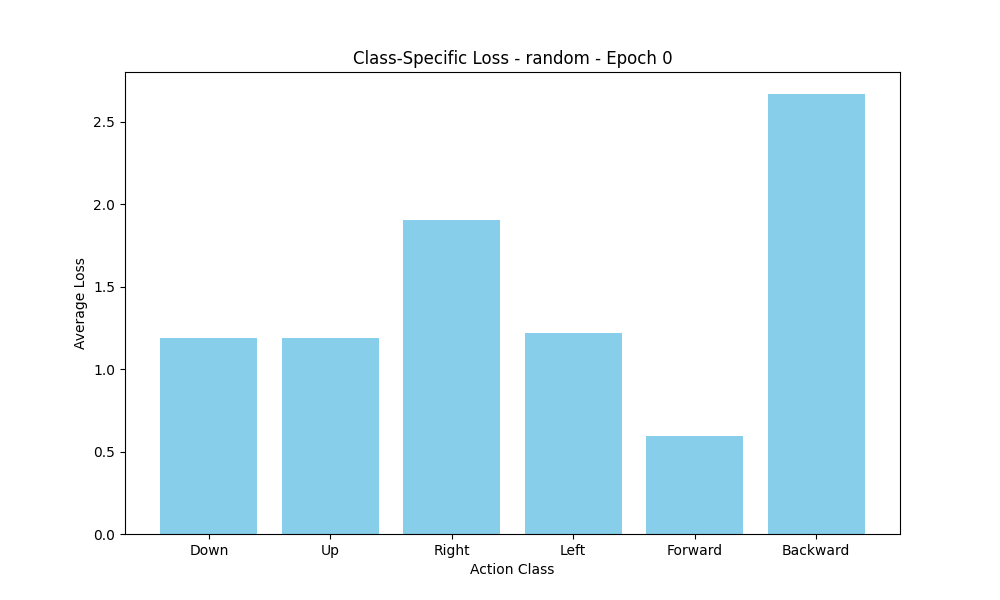 Class-Specific Loss - random - Epoch 0
Average Loss
2.5
2.0
1.5
1.0
0.5
0.0
Down Up Right Left Forward Backward
Action Class